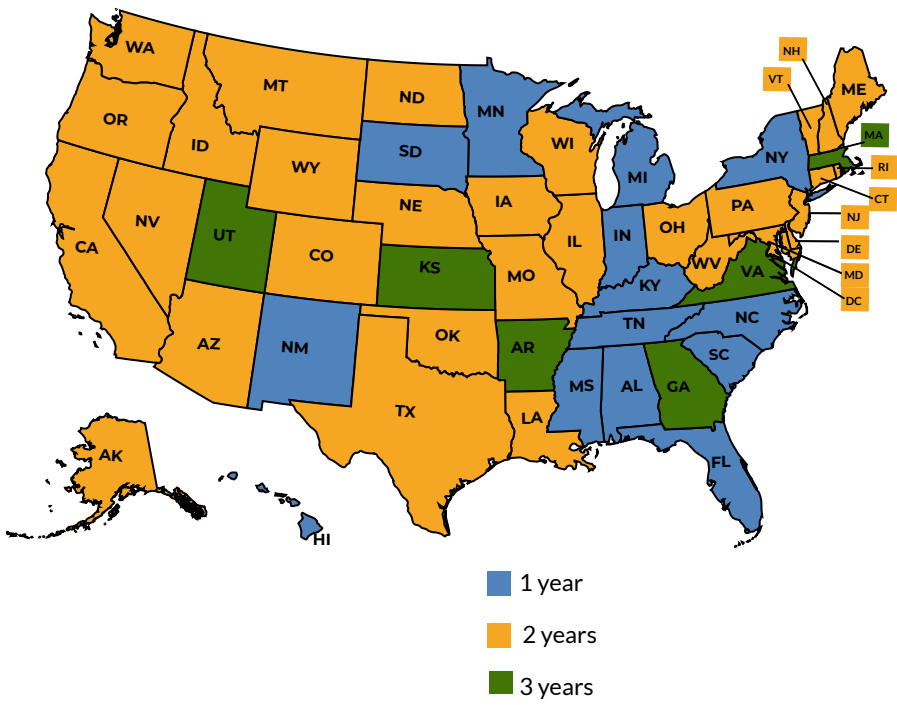 WA
MT
ND
MN
NH
VT
ME
OR
ID
WY
SD
WI
MI
NY
MA
RI
CT
NJ
DE
MD
DC
NV
CA
UT
CO
NE
KS
IA
MO
IL
IN
OH
PA
WV
VA
KY
NC
TN
SC
AZ
NM
OK
AR
TX
LA
MS
AL
GA
FL
AK
HI
1 year
2 years
3 years